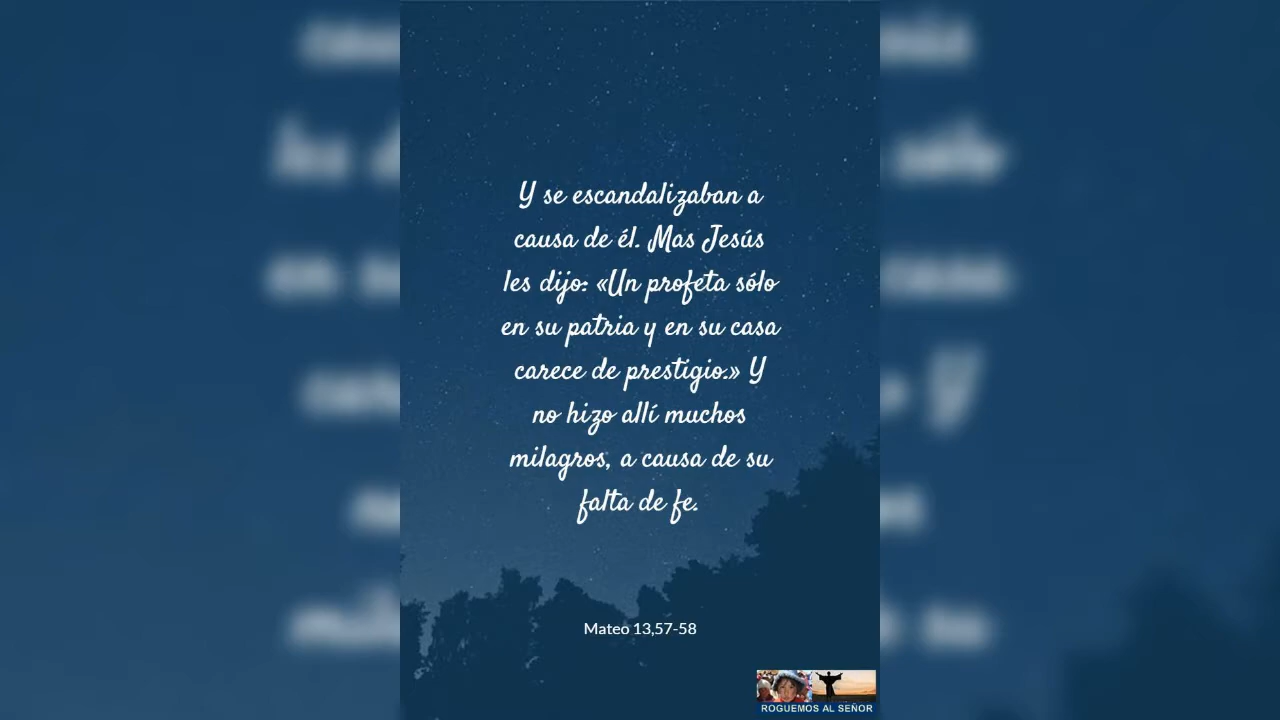 Y se escandalizaban a
causa de él. Mas Jesús
les dijo: «Un profeta sólo
en su patria y en su casa
carece de prestigio.» Y
no hizo allí muchos
milagros, a causa de su
falta de fe.
Mateo 13,57-58
ROGUEMOS AL SEÑOR